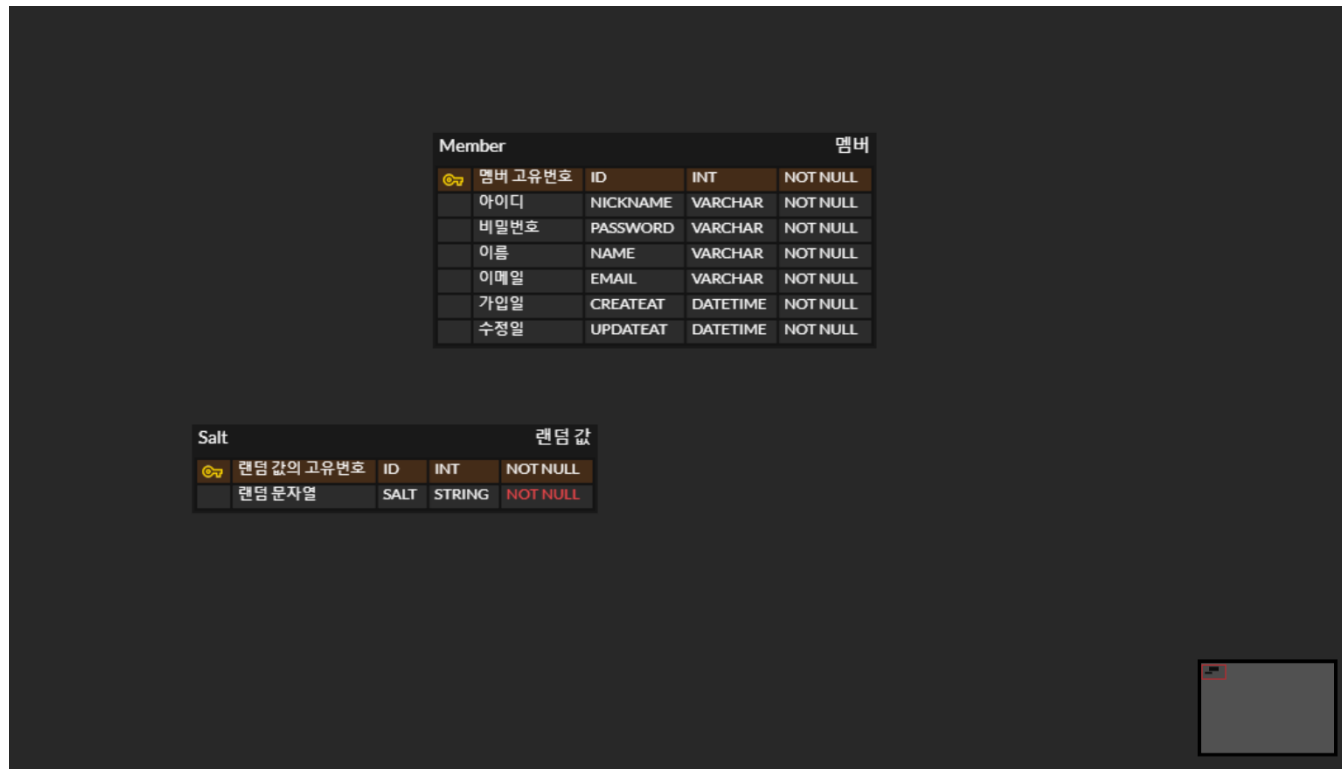 Member 멤버
멤버 고유번호 ID INT NOT NULL
아이디 NICKNAME VARCHAR NOT NULL
비밀번호 PASSWORD VARCHAR NOT NULL
이름 NAME VARCHAR NOT NULL
이메일 EMAIL VARCHAR NOT NULL
가입일 CREATEAT DATETIME NOT NULL
수정일 UPDATEAT DATETIME NOT NULL
Salt 랜덤 값
랜덤 값의 고유번호 ID INT NOT NULL
랜덤 문자열 SALT STRING NOT NULL